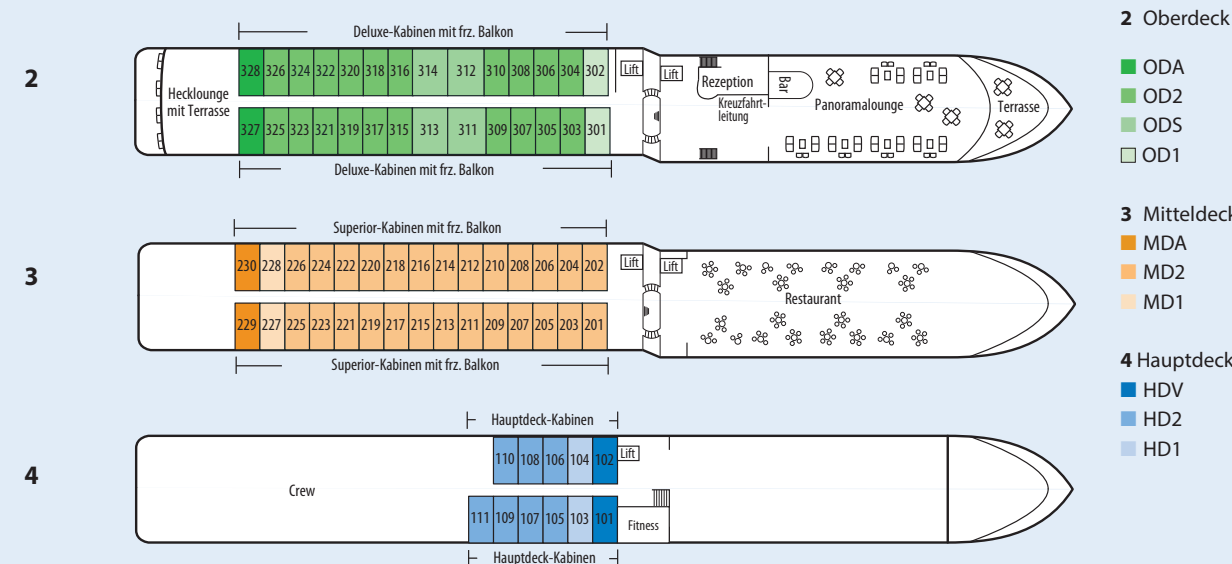 2
Deluxe-Kabinen mit frz. Balkon
Hecklounge
mit Terrasse
328 326 324 322 320 318 316 314 312 310 308 306 304 302
327 325 323 321 319 317 315 313 311 309 307 305 303 301
Lift
Lift
Rezeption
Kreuzfahrt-
leitung
Bar
Panoramalounge
Terrasse
Deluxe-Kabinen mit frz. Balkon
2 Oberdeck
ODA
OD2
ODS
OD1
3
Superior-Kabinen mit frz. Balkon
230 228 226 224 222 220 218 216 214 212 210 208 206 204 202
229 227 225 223 221 219 217 215 213 211 209 207 205 203 201
Lift
Lift
Restaurant
Superior-Kabinen mit frz. Balkon
3 Mitteldeck
MDA
MD2
MD1
4
Hauptdeck-Kabinen
Crew
110 108 106 104 102
111 109 107 105 103 101
Lift
Fitness
Hauptdeck-Kabinen
4 Hauptdeck
HDV
HD2
HD1